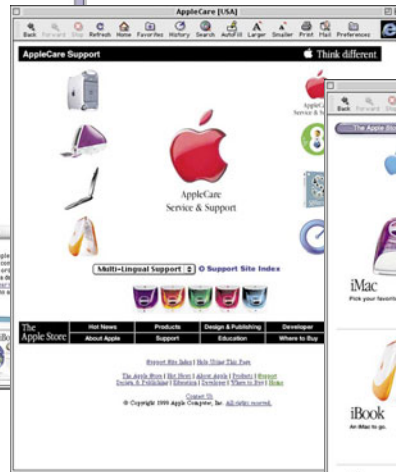 AppleCare [USA]
Back Forward Stop Refresh Home Favorites History Search AutoFill Larger Smaller Print Mail Preferences
AppleCare Support
Think different
AppleCare
Service & Support
Multi-Lingual Support
Support Site Index
The Apple Store
Hot News Products Design & Publishing Developer
About Apple Support Education Where to Buy
Support Site Index | Help Using This Page
The Apple Store | Hot News | About Apple | Products | Support
Design & Publishing | Education | Developer | Where to Buy | Home
Contact Us
© Copyright 1999 Apple Computer, Inc. All rights reserved.
Back Forward
The Apple Sto
iMac
Pick your favorit
iBook
An iMac to go.